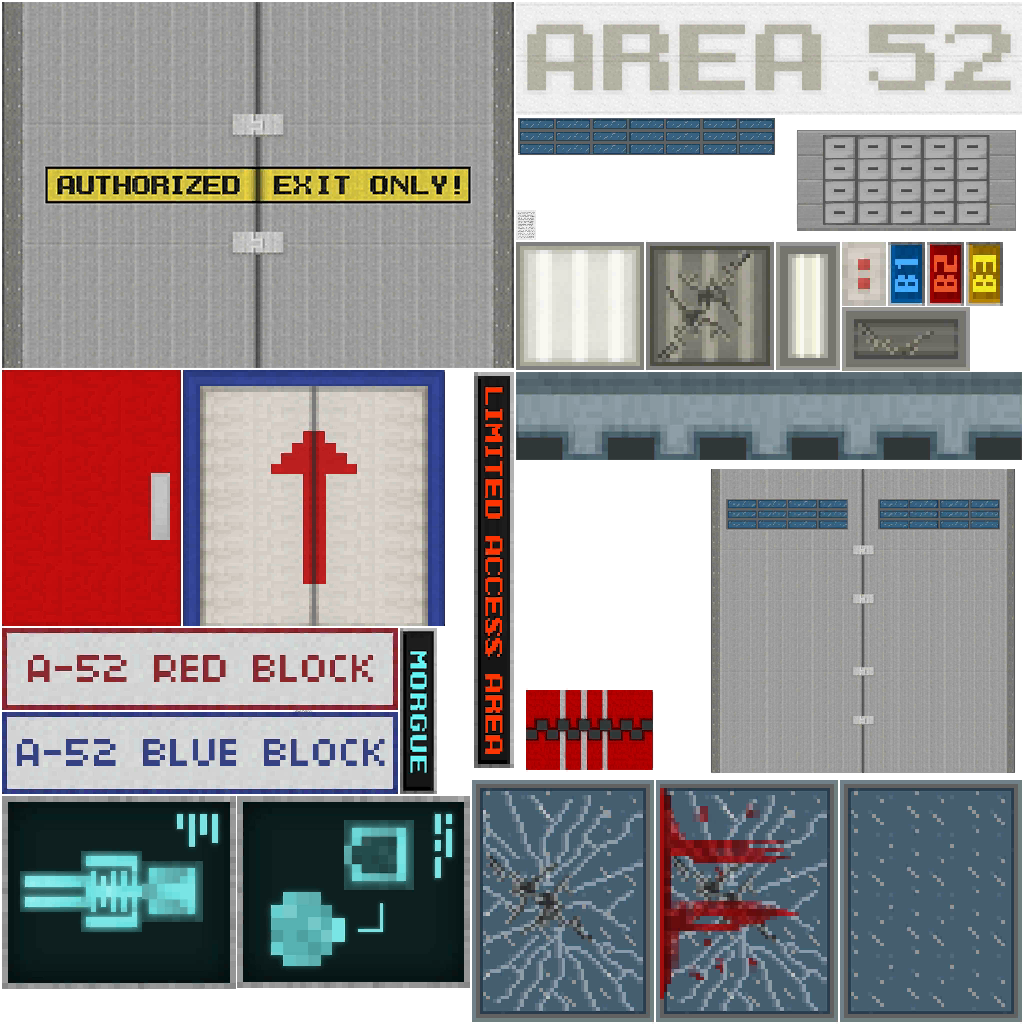 AREA 52
AUTHORIZED EXIT ONLY!
B1
B2
B3
LIMITED ACCESS AREA
A-52 RED BLOCK
MORGUE
A-52 BLUE BLOCK